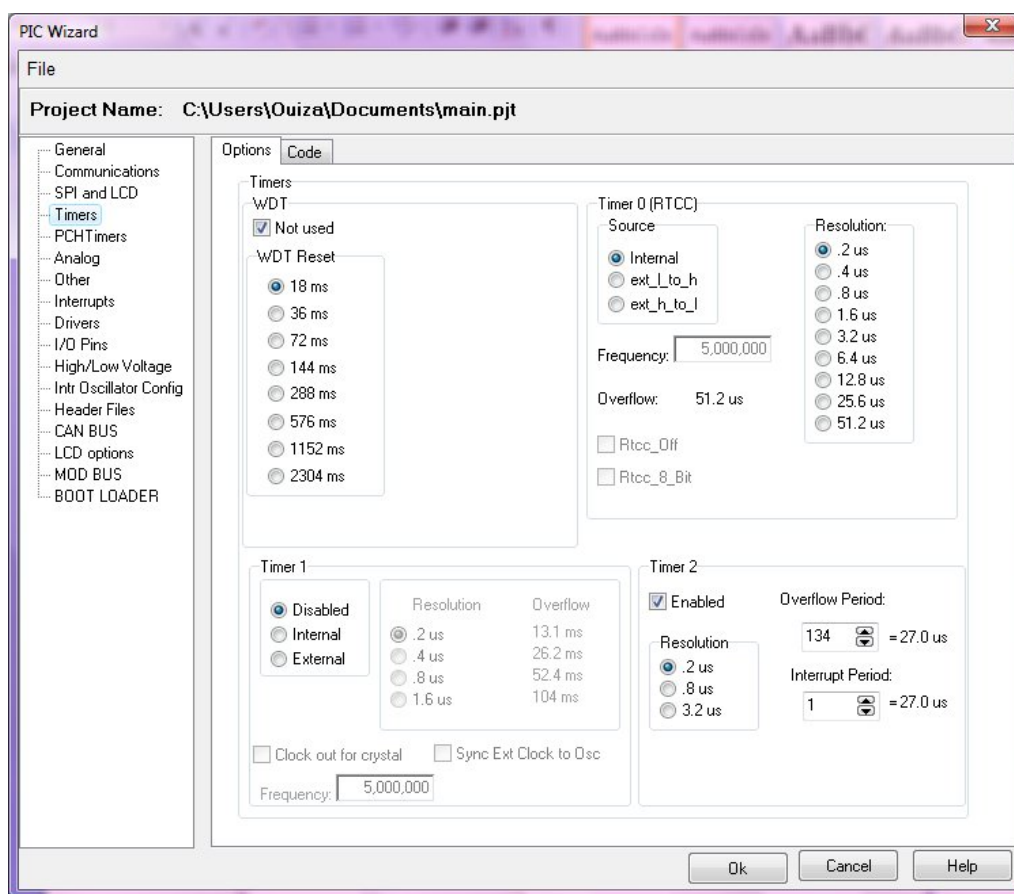 PIC Wizard
File
Project Name: C:\Users\Ouiza\Documents\main.pjt
General
Communications
SPI and LCD
Timers
PCHTimers
Analog
Other
Interrupts
Drivers
I/O Pins
High/Low Voltage
Intr Oscillator Config
Header Files
CAN BUS
LCD options
MOD BUS
BOOT LOADER
Options Code
Timers
WDT
Not used
WDT Reset
18 ms
36 ms
72 ms
144 ms
288 ms
576 ms
1152 ms
2304 ms
Timer 0 (RTCC)
Source
Internal
ext_l_to_h
ext_h_to_l
Frequency: 5,000,000
Overflow: 51.2 us
Rtcc_Off
Rtcc_8_Bit
Resolution:
.2 us
.4 us
.8 us
1.6 us
3.2 us
6.4 us
12.8 us
25.6 us
51.2 us
Timer 1
Disabled
Internal
External
Resolution Overflow
.2 us 13.1 ms
.4 us 26.2 ms
.8 us 52.4 ms
1.6 us 104 ms
Clock out for crystal Sync Ext Clock to Osc
Frequency: 5,000,000
Timer 2
Enabled
Resolution
.2 us
.8 us
3.2 us
Overflow Period:
134 = 27.0 us
Interrupt Period:
1 = 27.0 us
Ok Cancel Help